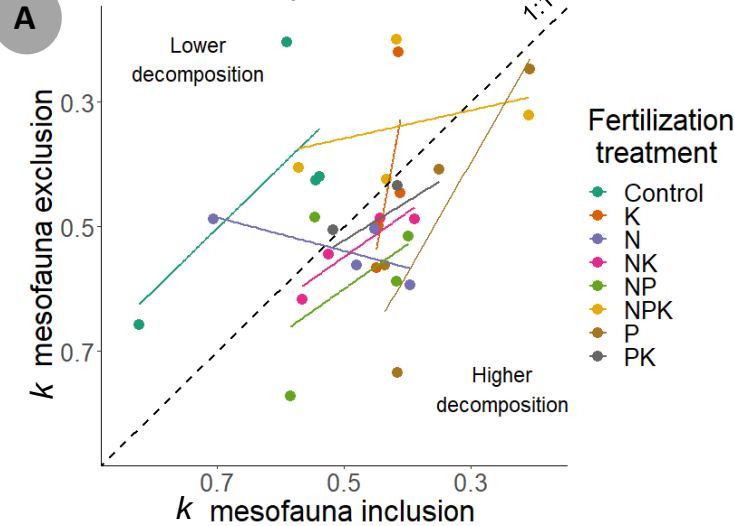 A
1:1
Lower
decomposition
k mesofauna exclusion
0.3
0.5
0.7
Higher
decomposition
0.7
0.5
0.3
k mesofauna inclusion
Fertilization
treatment
Control
K
N
NK
NP
NPK
P
PK